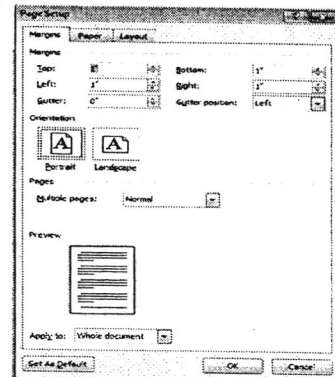 Page Setup
Margins Paper Layout
Margins
Top: Bottom: 1"
Left: 1" Right: 1"
Gutter: 0" Gutter position: Left
Orientation
A A
Portrait Landscape
Pages
Multiple pages: Normal
Preview
Apply to: Whole document
Set As Default OK Cancel